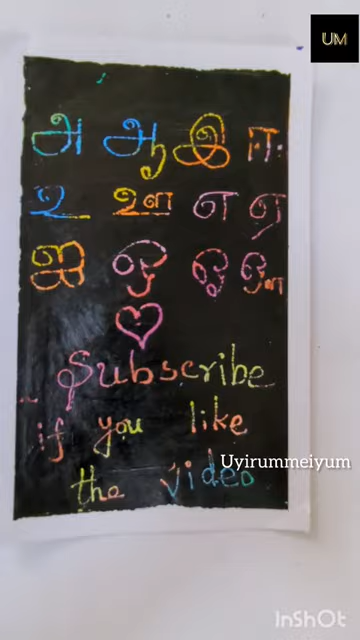 UM
அ ஆ இ ஈ
உ ஊ எ ஏ
ஐ ஒ ஓ ஔ
Subscribe
if you like
the video
Uyirummeiyum
InShOt